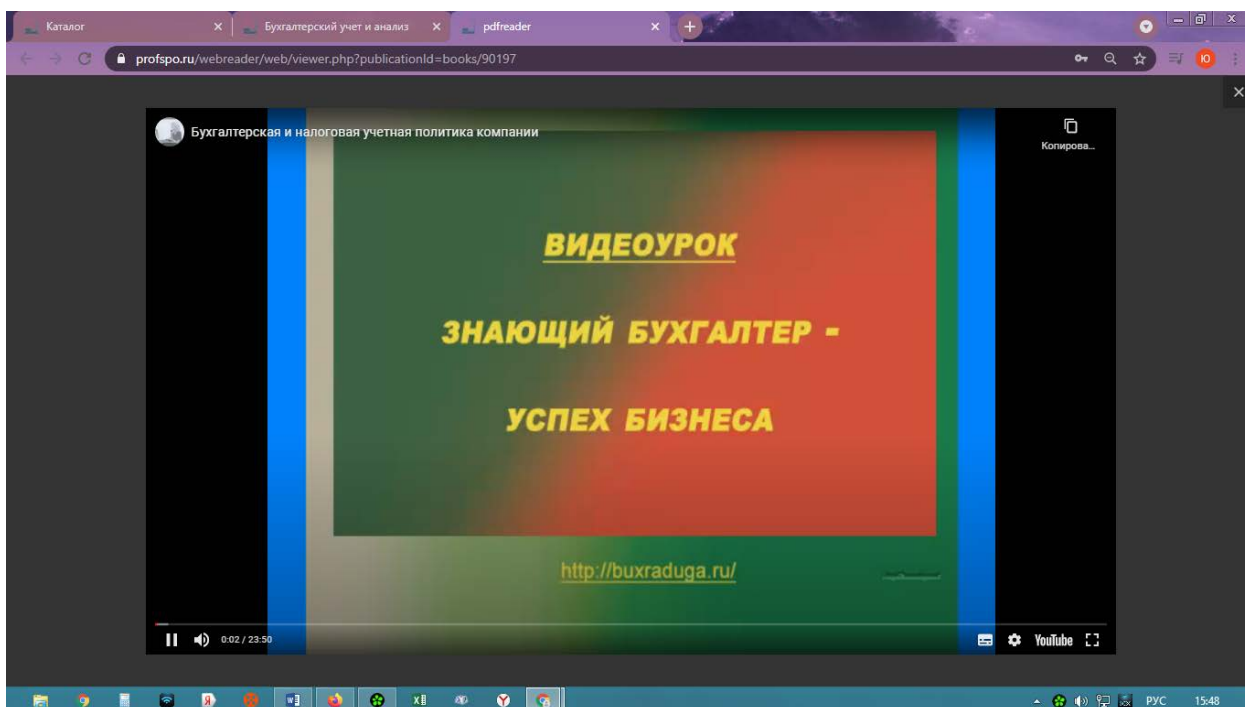 Каталог
Бухгалтерский учет и анализ
pdfreader
profspo.ru/webreader/web/viewer.php?publicationId=books/90197
Ю
Бухгалтерская и налоговая учетная политика компании
Копирова...
ВИДЕОУРОК
ЗНАЮЩИЙ БУХГАЛТЕР -
УСПЕХ БИЗНЕСА
http://buxraduga.ru/
0:02 / 23:50
YouTube
РУС
15:48